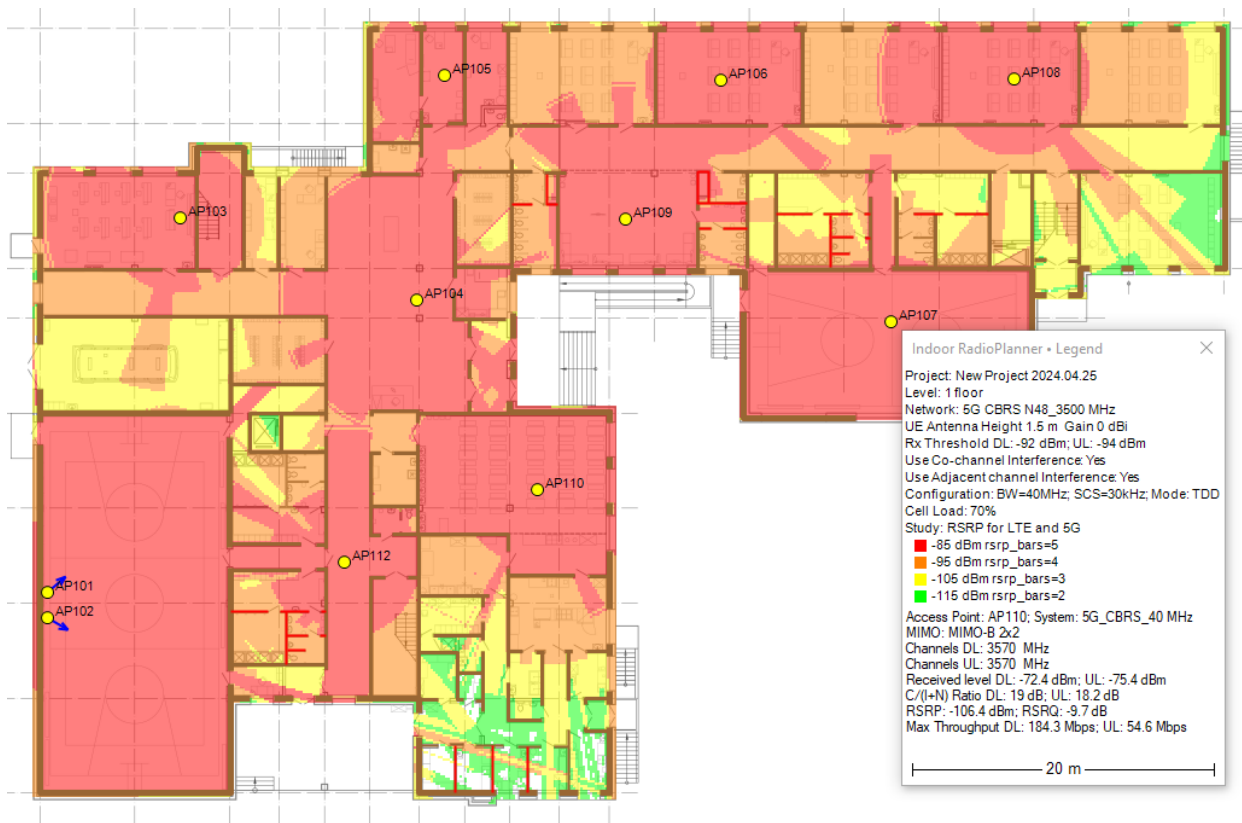 AP105
AP106
AP108
AP103
AP109
AP104
AP107
AP110
AP112
AP101
AP102
Indoor RadioPlanner • Legend
Project: New Project 2024.04.25
Level: 1 floor
Network: 5G CBRS N48_3500 MHz
UE Antenna Height 1.5 m Gain 0 dBi
Rx Threshold DL: -92 dBm; UL: -94 dBm
Use Co-channel Interference: Yes
Use Adjacent channel Interference: Yes
Configuration: BW=40MHz; SCS=30kHz; Mode: TDD
Cell Load: 70%
Study: RSRP for LTE and 5G
-85 dBm rsrp_bars=5
-95 dBm rsrp_bars=4
-105 dBm rsrp_bars=3
-115 dBm rsrp_bars=2
Access Point: AP110; System: 5G_CBRS_40 MHz
MIMO: MIMO-B 2x2
Channels DL: 3570 MHz
Channels UL: 3570 MHz
Received level DL: -72.4 dBm; UL: -75.4 dBm
C/(I+N) Ratio DL: 19 dB; UL: 18.2 dB
RSRP: -106.4 dBm; RSRQ: -9.7 dB
Max Throughput DL: 184.3 Mbps; UL: 54.6 Mbps
20 m